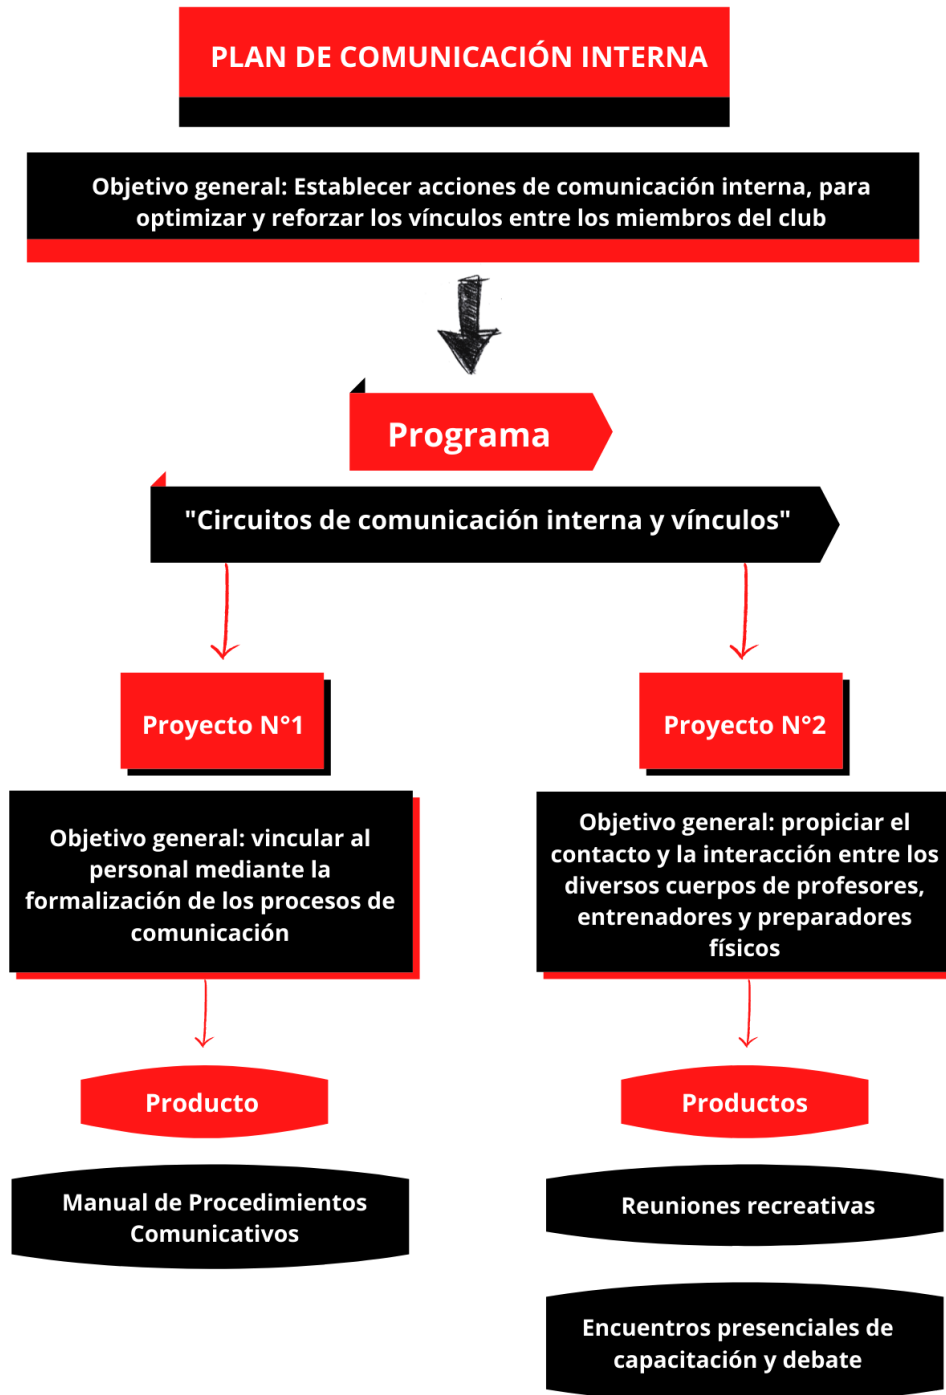 PLAN DE COMUNICACIÓN INTERNA
Objetivo general: Establecer acciones de comunicación interna, para
optimizar y reforzar los vínculos entre los miembros del club
Programa
"Circuitos de comunicación interna y vínculos"
Proyecto N°1
Objetivo general: vincular al
personal mediante la
formalización de los procesos de
comunicación
Producto
Manual de Procedimientos
Comunicativos
Proyecto N°2
Objetivo general: propiciar el
contacto y la interacción entre los
diversos cuerpos de profesores,
entrenadores y preparadores
físicos
Productos
Reuniones recreativas
Encuentros presenciales de
capacitación y debate